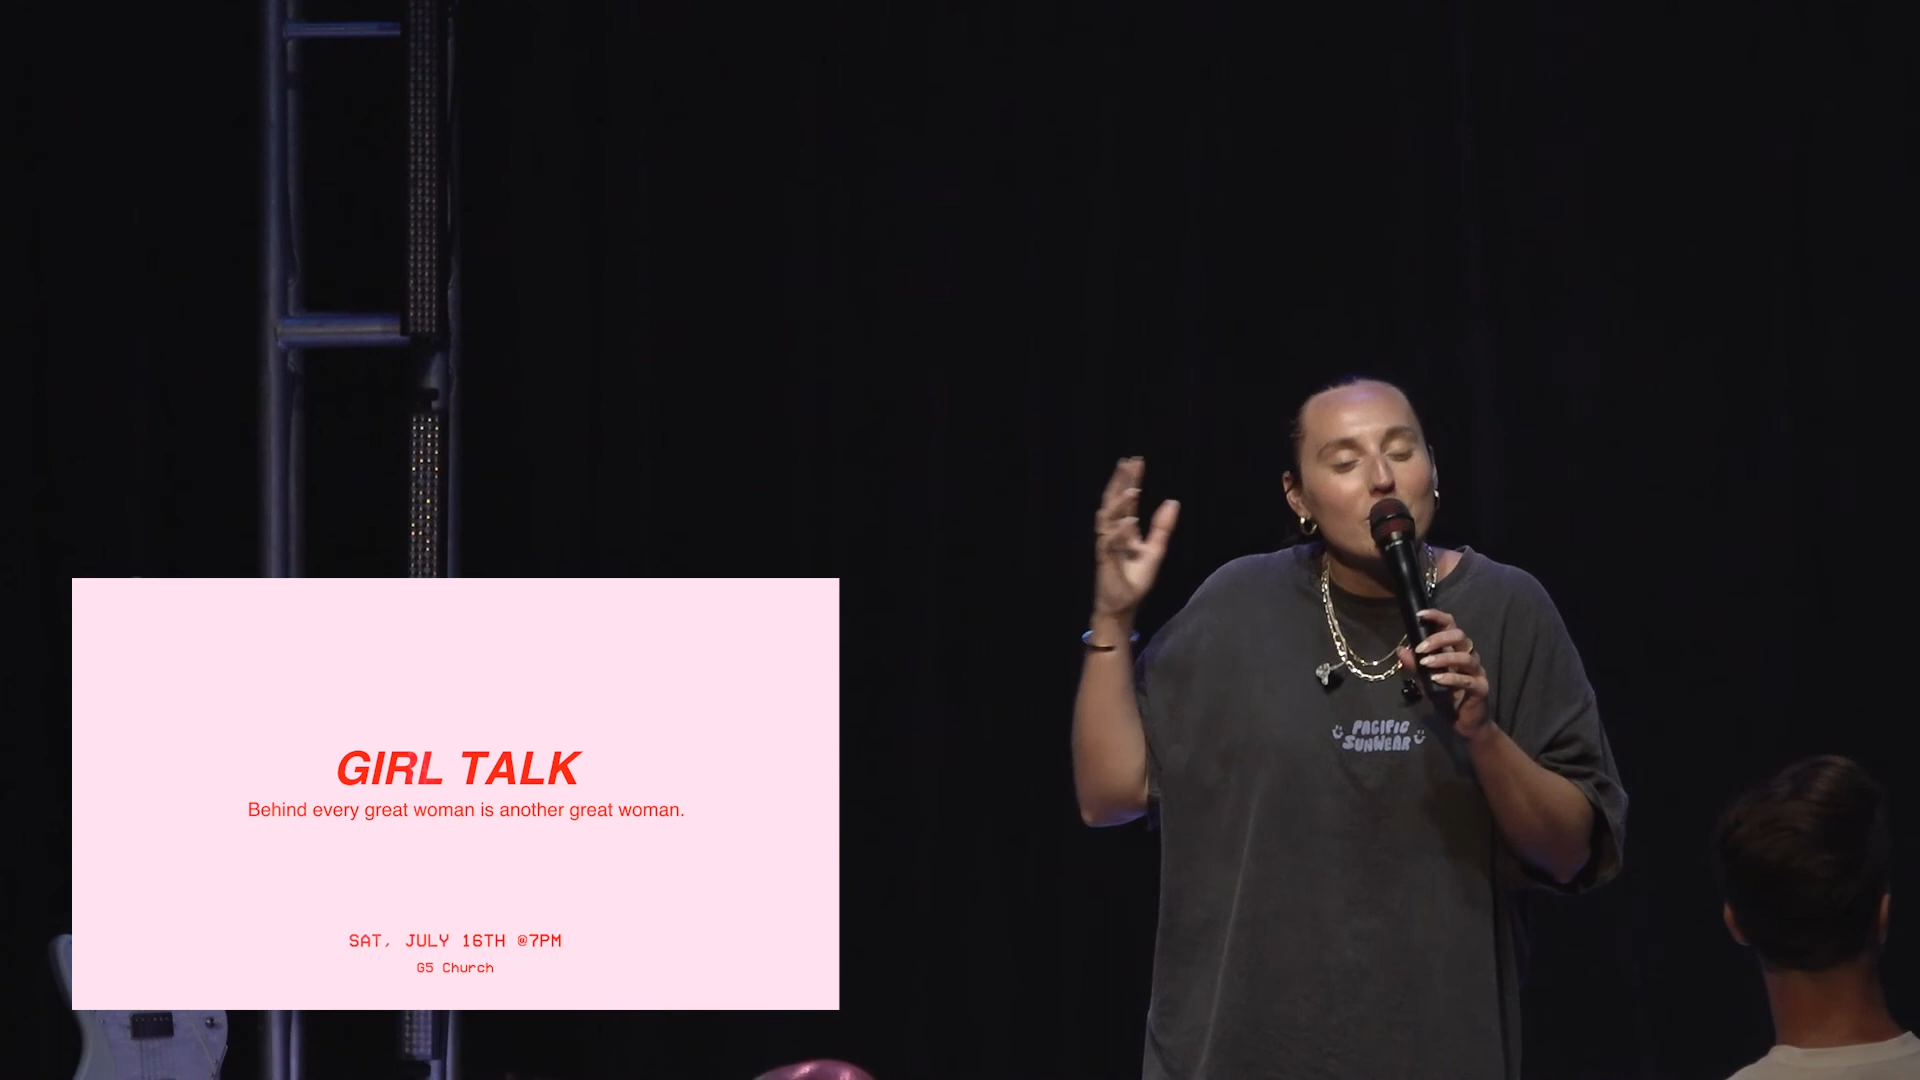 GIRL TALK
Behind every great woman is another great woman.
SAT, JULY 16TH @7PM
G5 Church
PACIFIC
SUNWEAR